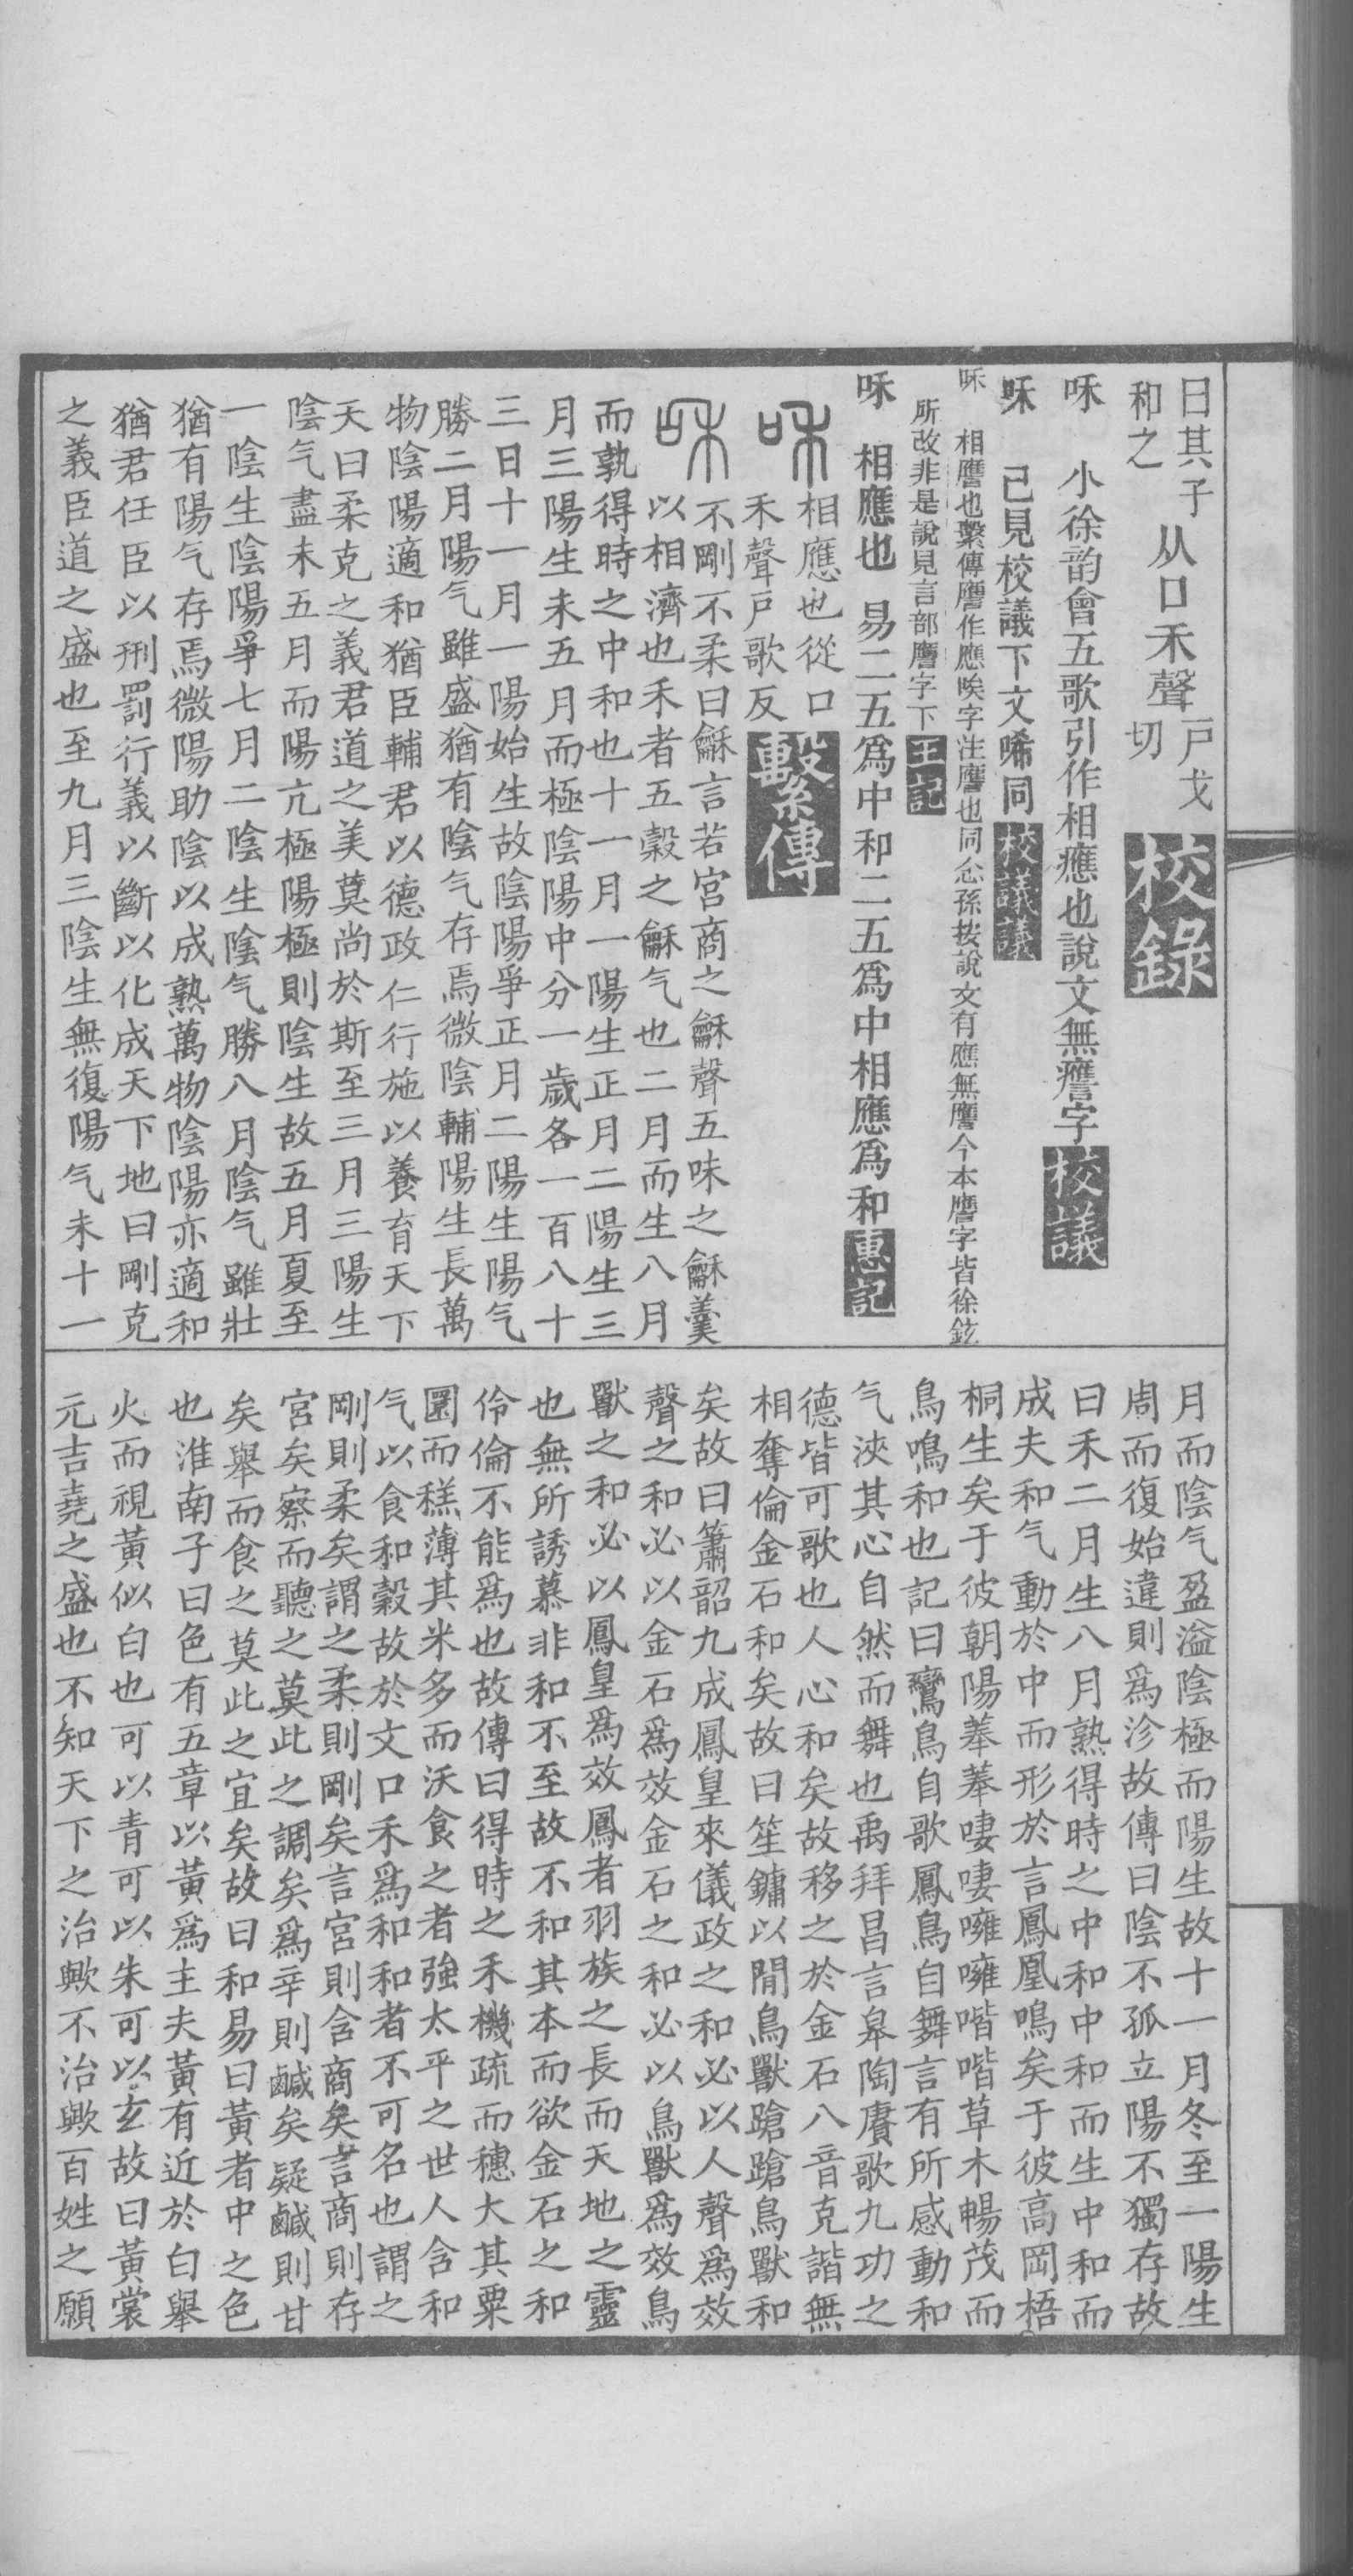 曰其子
和之
从口禾聲
戸戈
切
校錄
咊　小徐韵會五歌引作相應也說文無譍字校議
咊　已見校議下文唏同校議議
咊　相譍也繫傳譍作應唉字注譍也同念孫按說文有應無譍今本譍字皆徐鉉
所改非是說見言部譍字下王記
咊　相應也　易二五爲中和二五爲中相應爲和惠記
咊相應也從口
禾聲戸歌反繫傳
不剛不柔曰龢言若宮商之龢聲五味之龢羹
咊以相濟也禾者五穀之龢气也二月而生八月
而孰得時之中和也十一月一陽生正月二陽生三
月三陽生未五月而極陰陽中分一歲各一百八十
三日十一月一陽始生故陰陽爭正月二陽生陽气
勝二月陽气雖盛猶有陰气存焉微陰輔陽生長萬
物陰陽適和猶臣輔君以德政仁行施以養育天下
天曰柔克之義君道之美莫尚於斯至三月三陽生
陰气盡未五月而陽亢極陽極則陰生故五月夏至
一陰生陰陽爭七月二陰生陰气勝八月陰气雖壯
猶有陽气存焉微陽助陰以成熟萬物陰陽亦適和
猶君任臣以刑罰行義以斷以化成天下地曰剛克
之義臣道之盛也至九月三陰生無復陽气未十一
月而陰气盈溢陰極而陽生故十一月冬至一陽生
周而復始違則爲沴故傳曰陰不孤立陽不獨存故
曰禾二月生八月熟得時之中和中和而生中和而
成夫和气動於中而形於言鳳凰鳴矣于彼高岡梧
桐生矣于彼朝陽菶菶萋萋噰噰喈喈草木暢茂而
鳥鳴和也記曰鸞鳥自歌鳳鳥自舞言有所感動和
气浹其心自然而舞也禹拜昌言皋陶賡歌九功之
德皆可歌也人心和矣故移之於金石八音克諧無
相奪倫金石和矣故曰笙鏞以閒鳥獸蹌蹌鳥獸和
矣故曰簫韶九成鳳皇來儀政之和必以人聲爲效
聲之和必以金石爲效金石之和必以鳥獸爲效鳥
獸之和必以鳳皇爲效鳳者羽族之長而天地之靈
也無所誘慕非和不至故不和其本而欲金石之和
伶倫不能爲也故傳曰得時之禾機疏而穗大其粟
圜而穤薄其米多而沃食之者強太平之世人含和
气以食和穀故於文口禾爲和和者不可名也謂之
剛則柔矣謂之柔則剛矣言宮則含商矣言商則存
宮矣察而聽之莫此之調矣爲辛則鹹矣疑鹹則甘
矣舉而食之莫此之宜矣故曰和易曰黃者中之色
也淮南子曰色有五章以黃爲主夫黃有近於白舉
火而視黃似白也可以青可以朱可以玄故曰黃裳
元吉堯之盛也不知天下之治歟不治歟百姓之願